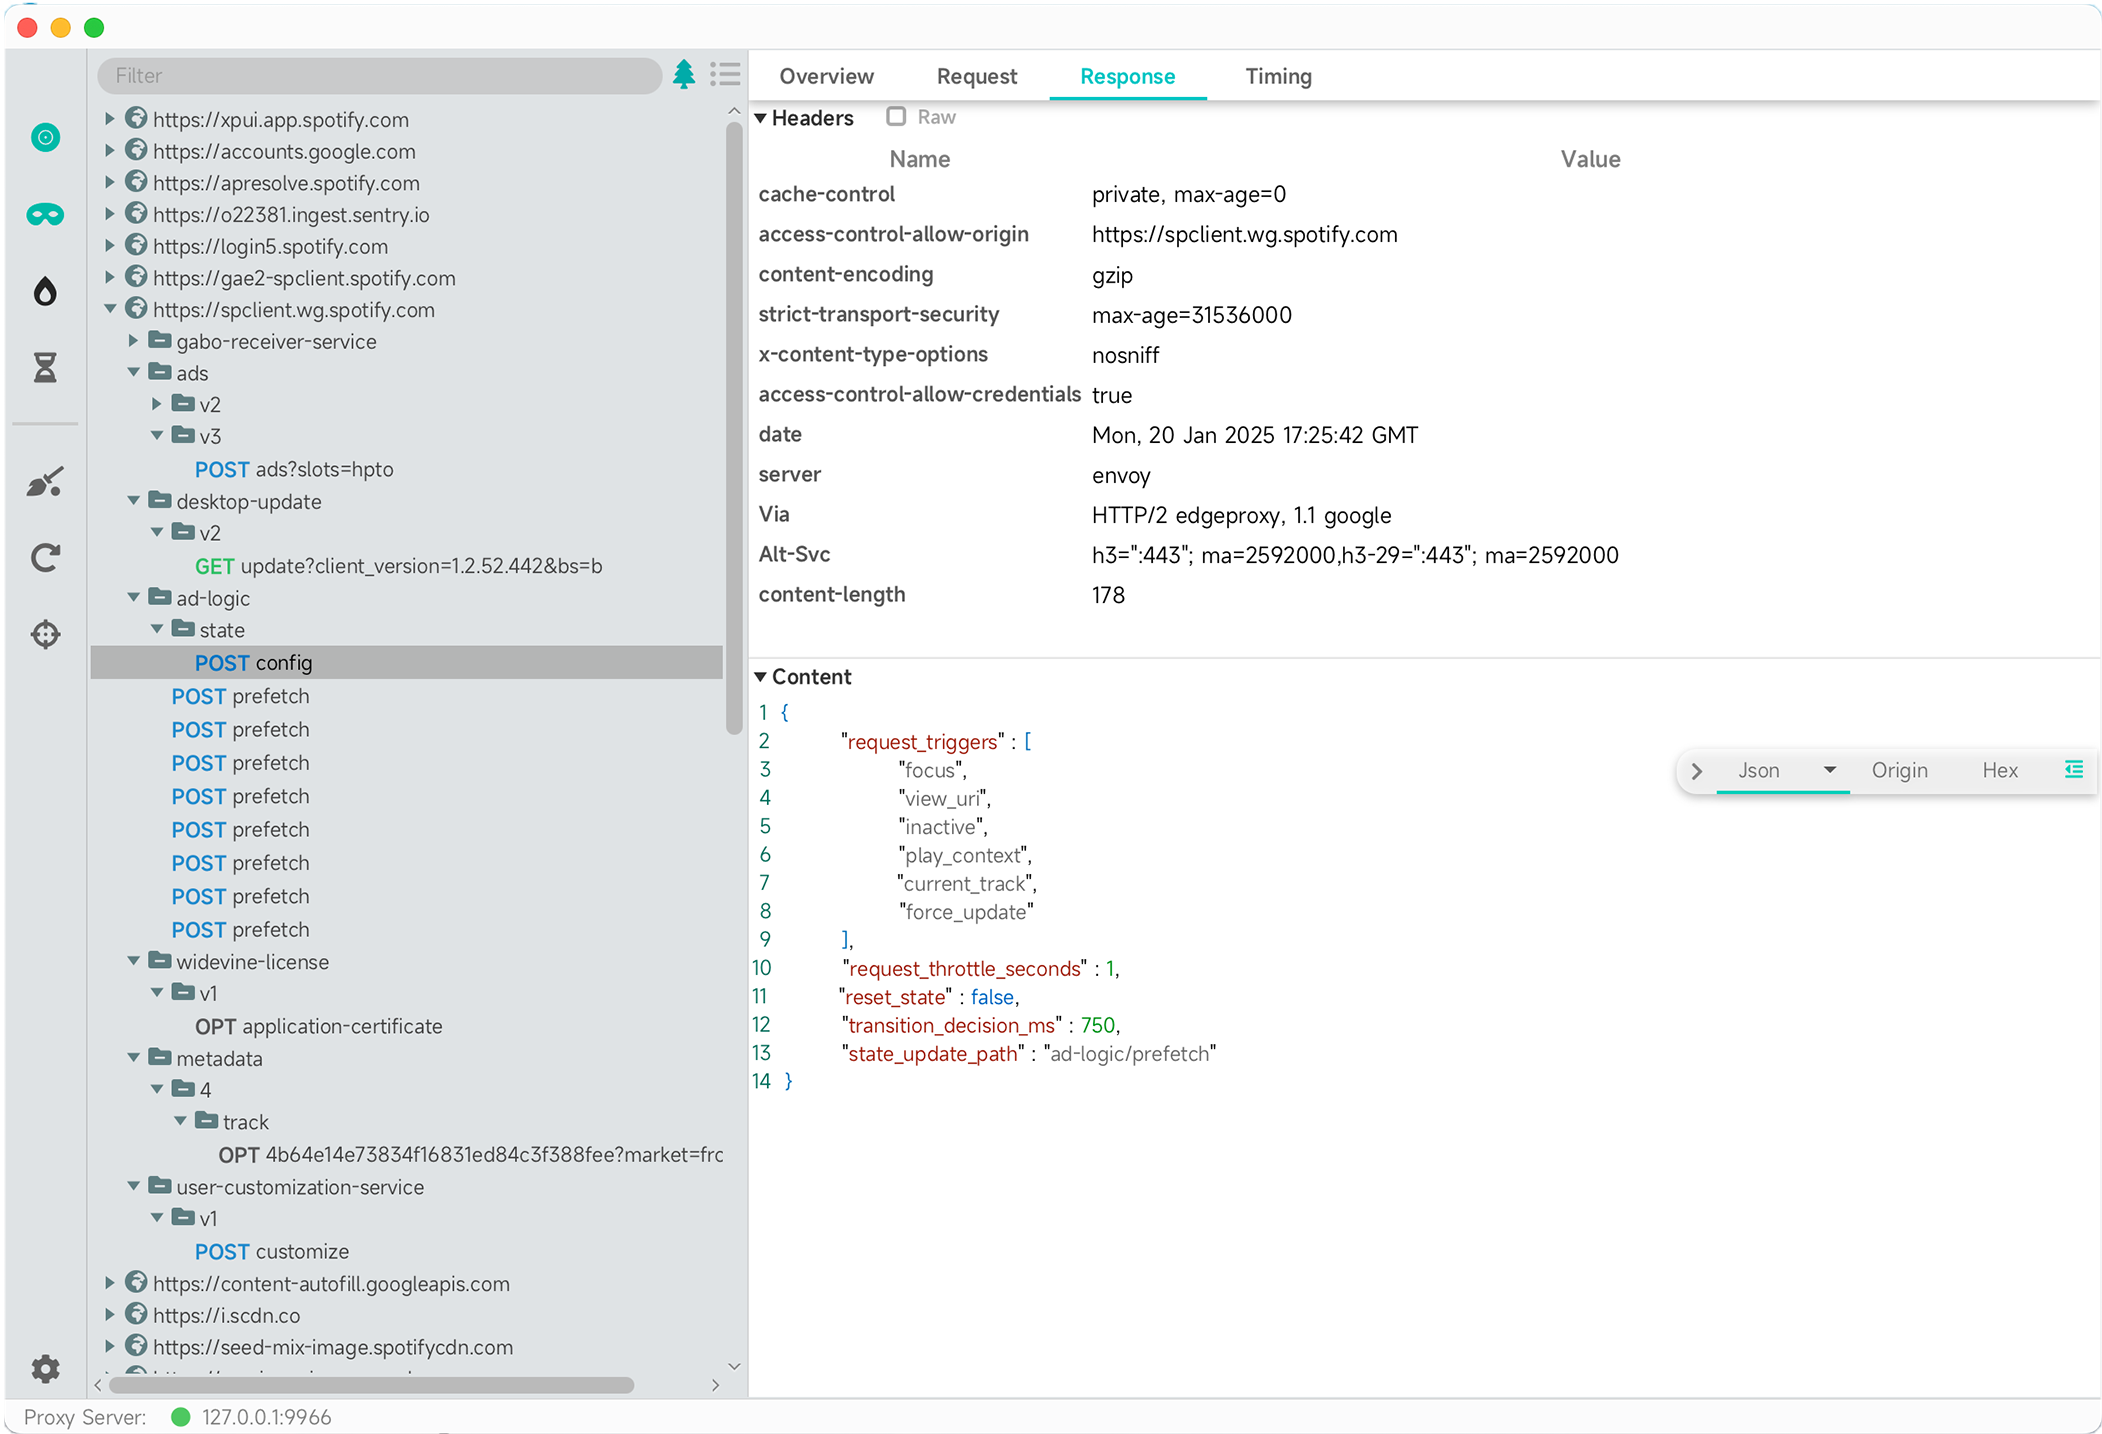 Filter
https://xpui.app.spotify.com
https://accounts.google.com
https://apresolve.spotify.com
https://o22381.ingest.sentry.io
https://login5.spotify.com
https://gae2-spclient.spotify.com
https://spclient.wg.spotify.com
gabo-receiver-service
ads
v2
v3
POST ads?slots=hpto
desktop-update
v2
GET update?client_version=1.2.52.442&bs=b
ad-logic
state
POST config
POST prefetch
POST prefetch
POST prefetch
POST prefetch
POST prefetch
POST prefetch
POST prefetch
POST prefetch
widevine-license
v1
OPT application-certificate
metadata
4
track
OPT 4b64e14e73834f16831ed84c3f388fee?market=frc
user-customization-service
v1
POST customize
https://content-autofill.googleapis.com
https://i.scdn.co
https://seed-mix-image.spotifycdn.com
Overview Request Response Timing
Headers Raw
Name Value
cache-control private, max-age=0
access-control-allow-origin https://spclient.wg.spotify.com
content-encoding gzip
strict-transport-security max-age=31536000
x-content-type-options nosniff
access-control-allow-credentials true
date Mon, 20 Jan 2025 17:25:42 GMT
server envoy
Via HTTP/2 edgeproxy, 1.1 google
Alt-Svc h3=":443"; ma=2592000,h3-29=":443"; ma=2592000
content-length 178
Content
1 {
2 "request_triggers" : [
3 "focus",
4 "view_uri",
5 "inactive",
6 "play_context",
7 "current_track",
8 "force_update"
9 ],
10 "request_throttle_seconds" : 1,
11 "reset_state" : false,
12 "transition_decision_ms" : 750,
13 "state_update_path" : "ad-logic/prefetch"
14 }
Json Origin Hex
Proxy Server: 127.0.0.1:9966